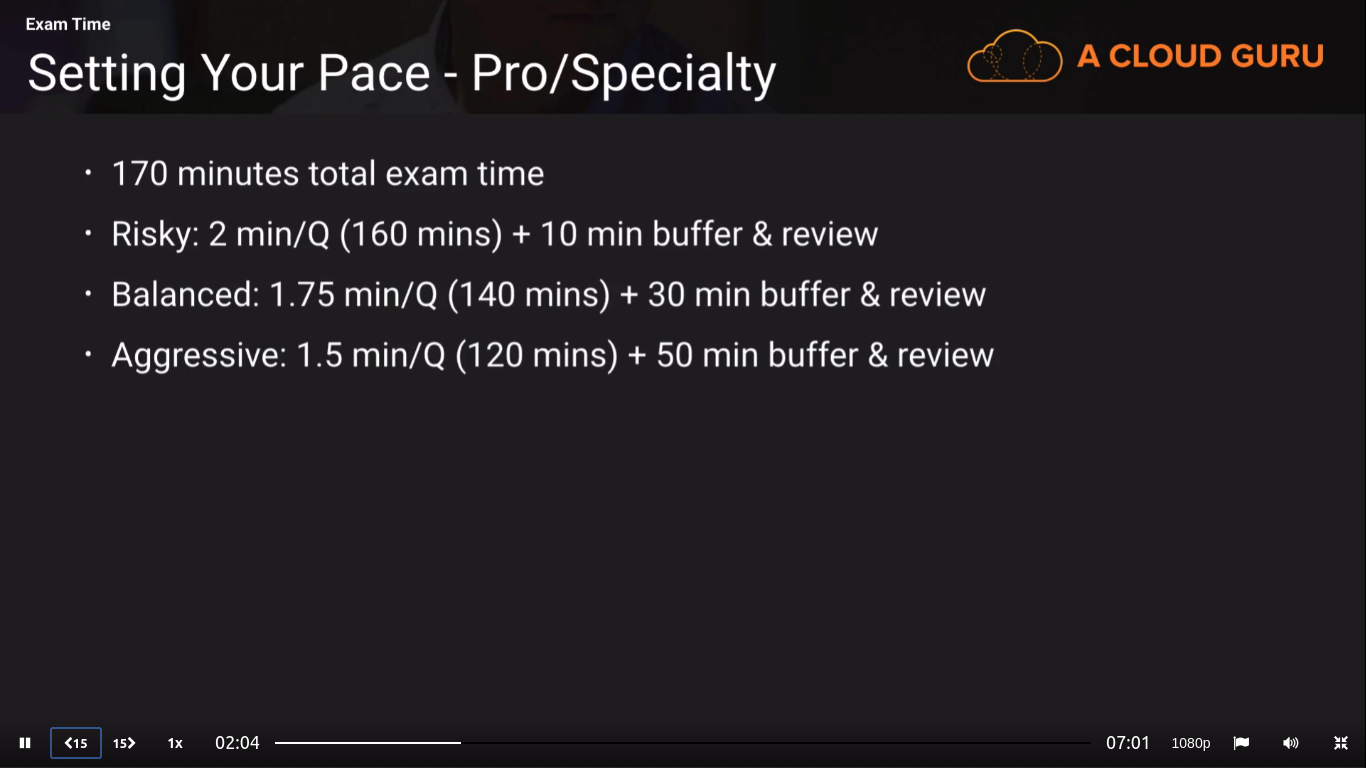 Exam Time
Setting Your Pace - Pro/Specialty
A CLOUD GURU
• 170 minutes total exam time
• Risky: 2 min/Q (160 mins) + 10 min buffer & review
• Balanced: 1.75 min/Q (140 mins) + 30 min buffer & review
• Aggressive: 1.5 min/Q (120 mins) + 50 min buffer & review
15 15 1x 02:04 07:01 1080p